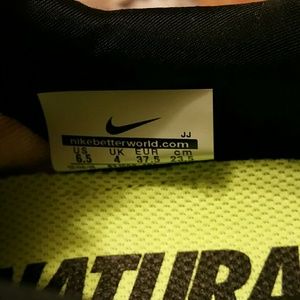 JJ
nikebetterworld.com
US UK EUR cm
6.5 4 37.5 23.5
NATURA